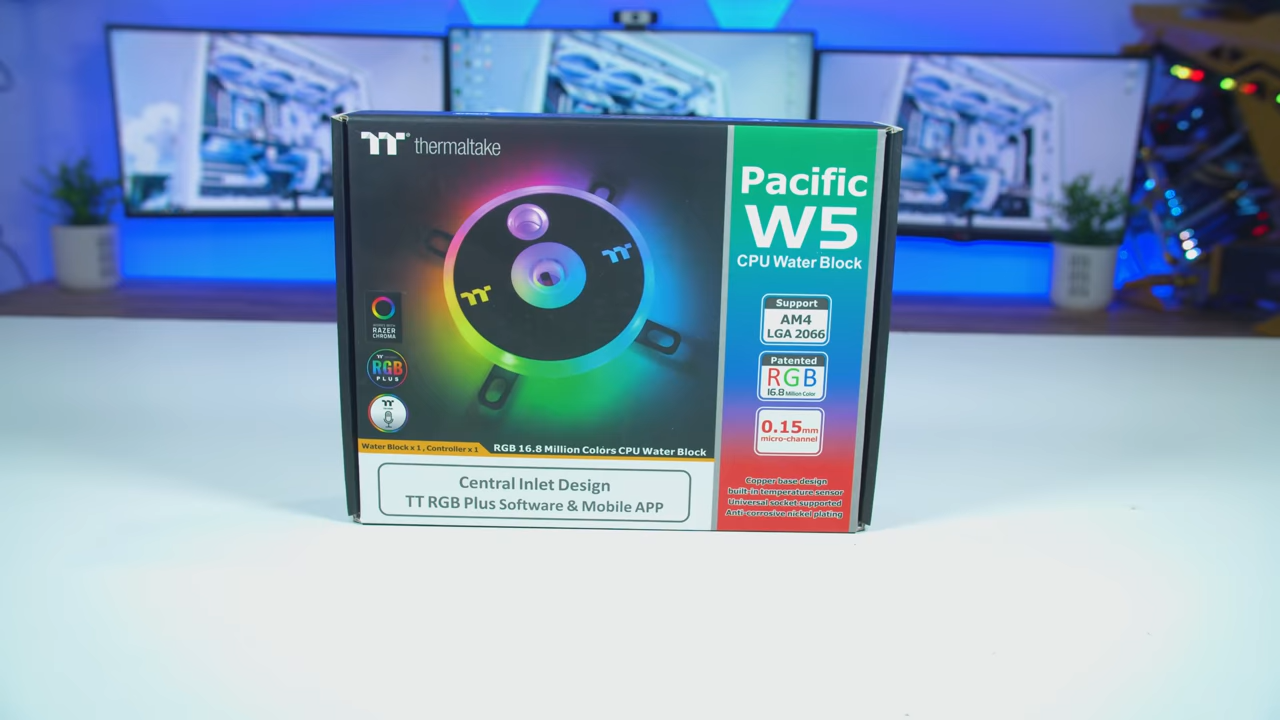 thermaltake
Pacific
W5
CPU Water Block
Support
AM4
LGA 2066
Patented
RGB
16.8 Million Color
0.15mm
micro-channel
Copper base design
built-in temperature sensor
Universal socket supported
Anti-corrosive nickel plating
WORKS WITH
RAZER
CHROMA
RGB
PLUS
Water Block x 1 , Controller x 1
RGB 16.8 Million Colors CPU Water Block
Central Inlet Design
TT RGB Plus Software & Mobile APP